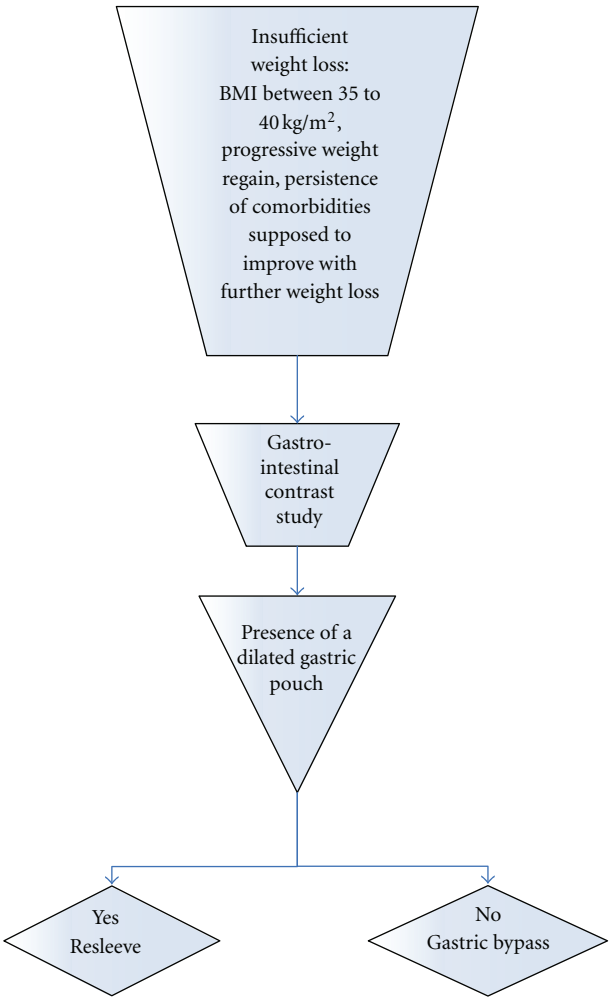 Insufficient
weight loss:
BMI between 35 to
40 kg/m²,
progressive weight
regain, persistence
of comorbidities
supposed to
improve with
further weight loss
Gastro-
intestinal
contrast
study
Presence of a
dilated gastric
pouch
Yes
Resleeve
No
Gastric bypass